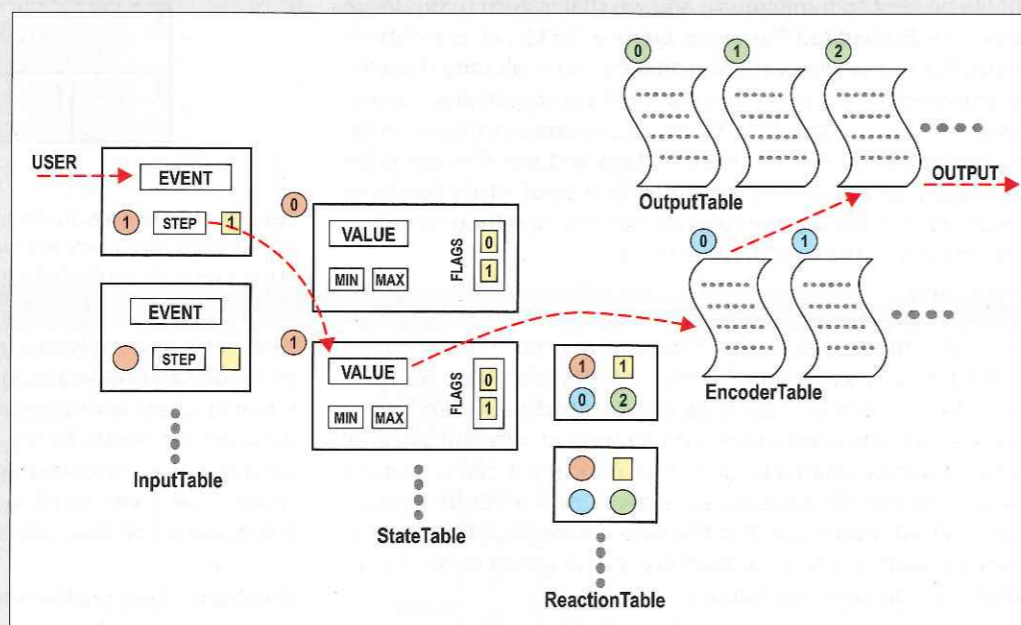 0 1 2
USER
OUTPUT
EVENT
1 STEP 1
OutputTable
0
VALUE
FLAGS
0
1
MIN MAX
0 1
EVENT
STEP
1
VALUE
FLAGS
0
1
MIN MAX
EncoderTable
1 1
0 2
InputTable
StateTable
ReactionTable